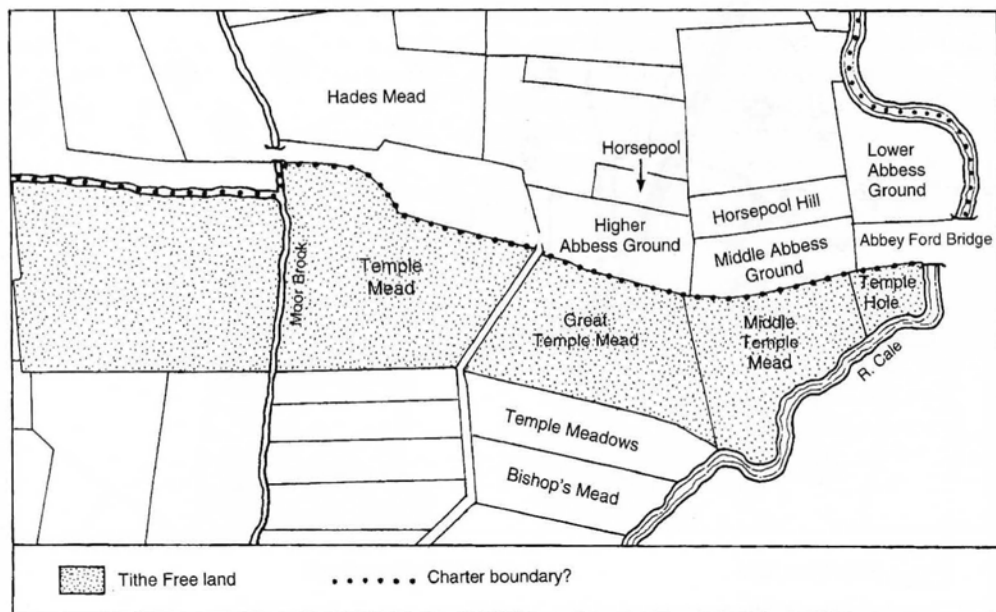 Hades Mead
Horsepool
Lower
Abbess
Ground
Horsepool Hill
Higher
Abbess Ground
Middle Abbess
Ground
Abbey Ford Bridge
Moor Brook
Temple
Mead
Temple
Hole
Great
Temple Mead
Middle
Temple
Mead
R. Cale
Temple Meadows
Bishop's Mead
Tithe Free land
Charter boundary?